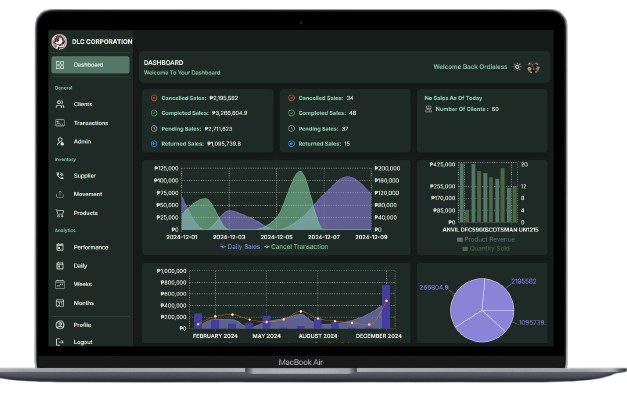 DLC CORPORATION
Dashboard
General
Clients
Transactions
Admin
Inventory
Supplier
Movement
Products
Analytics
Performance
Daily
Weeks
Months
Profile
Logout
DASHBOARD
Welcome To Your Dashboard
Welcome Back Ordialess
Cancelled Sales: ₱2,195,582
Completed Sales: ₱3,266,804.9
Pending Sales: ₱2,711,623
Returned Sales: ₱1,095,739.8
Cancelled Sales: 34
Completed Sales: 48
Pending Sales: 37
Returned Sales: 15
No Sales As Of Today
Number Of Clients : 60
₱125,000
₱100,000
₱75,000
₱50,000
₱25,000
₱0
₱200,000
₱160,000
₱120,000
₱80,000
₱40,000
₱0
2024-12-01 2024-12-03 2024-12-05 2024-12-07 2024-12-09
Daily Sales Cancel Transaction
₱425,000
₱255,000
₱170,000
₱85,000
₱0
20
12
8
4
0
ANVIL DFC5900SCOTSMAN UN1215
Product Revenue
Quantity Sold
₱1,000,000
₱800,000
₱600,000
₱400,000
₱200,000
₱0
FEBRUARY 2024 MAY 2024 AUGUST 2024 DECEMBER 2024
266804.9
2195582
1095739.
MacBook Air